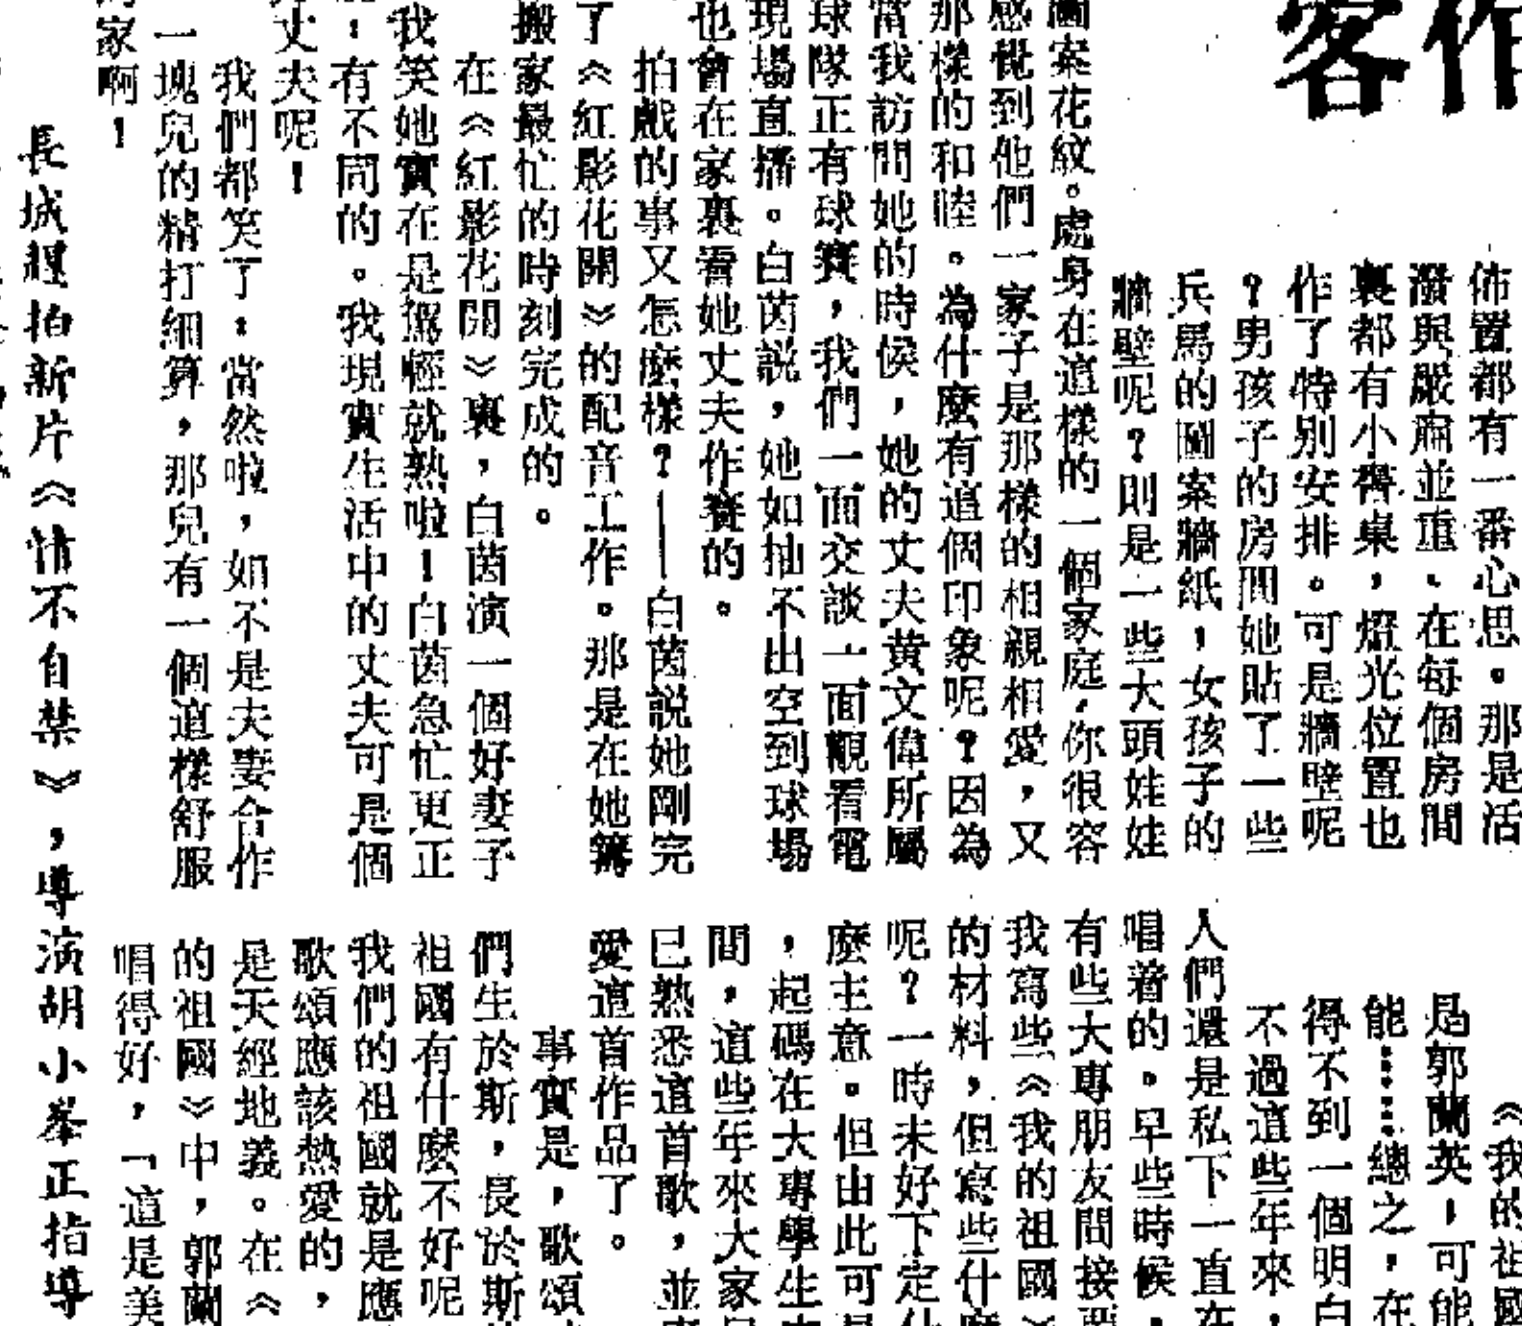 作客
佈置都有一番心思。那是活
潑與嚴肅並重。在每個房間
裏都有小書桌，燈光位置也
作了特别安排。可是牆壁呢
？男孩子的房間她貼了一些
兵馬的圖案牆紙，女孩子的
牆壁呢？則是一些大頭娃娃
圖案花紋。處身在這樣的一個家庭，你很容
感覺到他們一家子是那樣的相親相愛，又
那樣的和睦。為什麼有這個印象呢？因為
當我訪問她的時候，她的丈夫黄文偉所屬
球隊正有球賽，我們一面交談一面觀看電
現場直播。白茵説，她如抽不出空到球場
也會在家裏看她丈夫作賽的。
拍戲的事又怎麼樣？——白茵説她剛完
了《紅影花開》的配音工作。那是在她籌
搬家最忙的時刻完成的。
在《紅影花開》裏，白茵演一個好妻子
我笑她實在是駕輕就熟啦！白茵急忙更正
：有不同的。我現實生活中的丈夫可是個
丈夫呢！
我們都笑了：當然啦，如不是夫妻合作
一塊兒的精打細算，那兒有一個這樣舒服
家啊！
長城經拍新片《情不自禁》，導演胡小峯正指導
《我的祖國
是郭蘭英，可能
能……總之，在
得不到一個明白
不過這些年來，
人們還是私下一直在
唱着的。早些時候，
有些大專朋友間接要
我寫些《我的祖國》
的材料，但寫些什麼
呢？一時未好下定什
麼主意。但由此可
，起碼在大專學生
間，這些年來大家
已熟悉這首歌，並
愛這首作品了。
事實是，歌頌
們生於斯，長於斯
祖國有什麼不好呢
我們的祖國就是應
歌頌應該熱愛的，
是天經地義。在《
的祖國》中，郭蘭
唱得好，「這是美